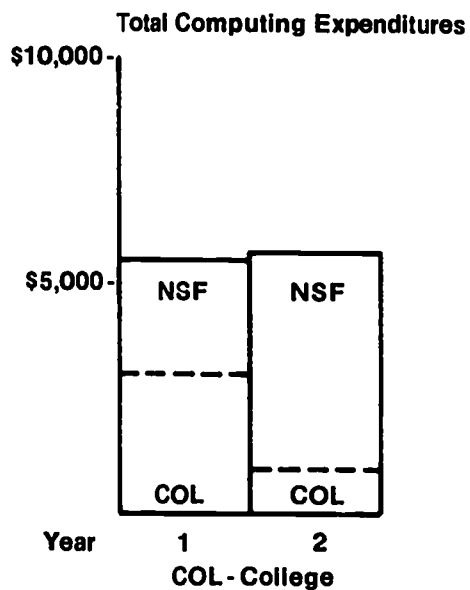 Total Computing Expenditures
$10,000-
$5,000-
NSF NSF
COL COL
Year 1 2
COL - College